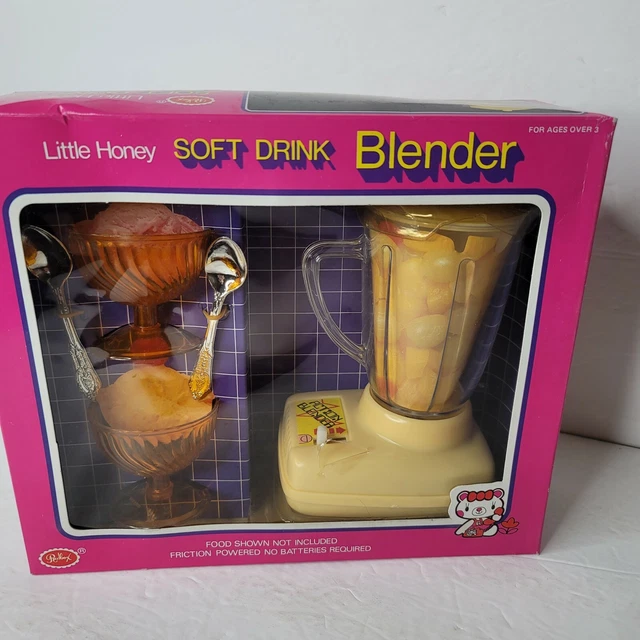 Little Honey SOFT DRINK Blender
FOR AGES OVER 3
FOOD SHOWN NOT INCLUDED
FRICTION POWERED NO BATTERIES REQUIRED
®